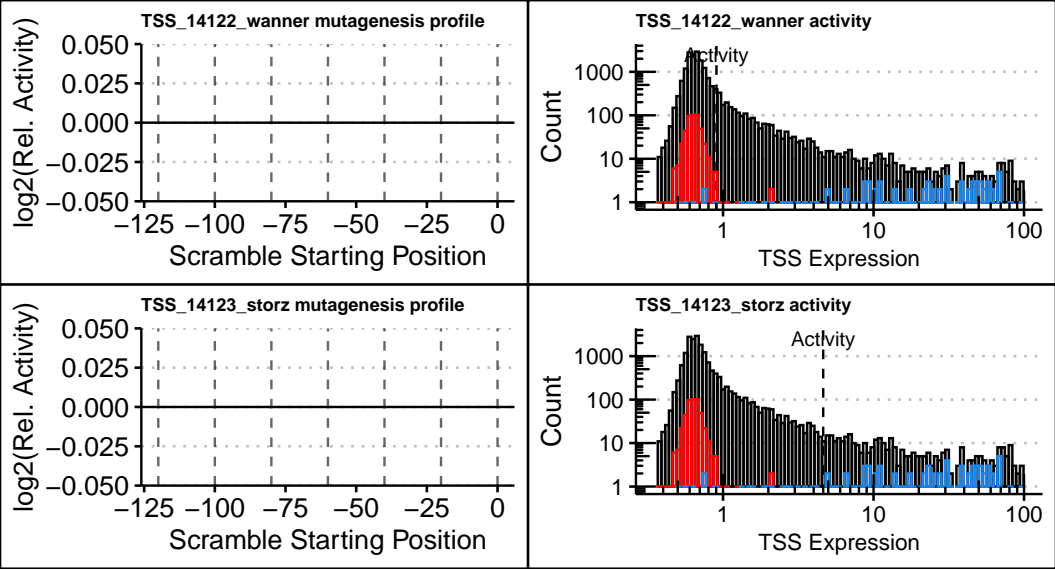 TSS_14122_wanner mutagenesis profile
log2(Rel. Activity)
0.050
0.025
0.000
−0.025
−0.050
−125 −100 −75 −50 −25 0
Scramble Starting Position
TSS_14122_wanner activity
Activity
Count
1000
100
10
1
1 10 100
TSS Expression
TSS_14123_storz mutagenesis profile
log2(Rel. Activity)
0.050
0.025
0.000
−0.025
−0.050
−125 −100 −75 −50 −25 0
Scramble Starting Position
TSS_14123_storz activity
Activity
Count
1000
100
10
1
1 10 100
TSS Expression